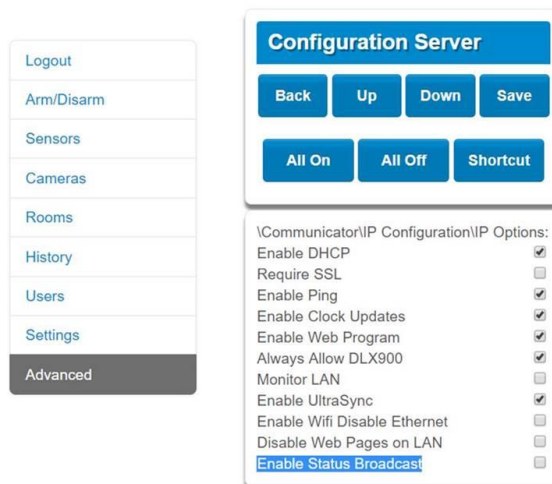 Logout
Arm/Disarm
Sensors
Cameras
Rooms
History
Users
Settings
Advanced
Configuration Server
Back Up Down Save
All On All Off Shortcut
\Communicator\IP Configuration\IP Options:
Enable DHCP
Require SSL
Enable Ping
Enable Clock Updates
Enable Web Program
Always Allow DLX900
Monitor LAN
Enable UltraSync
Enable Wifi Disable Ethernet
Disable Web Pages on LAN
Enable Status Broadcast